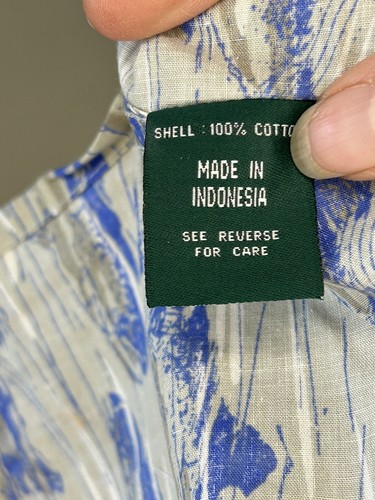 SHELL : 100% COTTO
MADE IN
INDONESIA
SEE REVERSE
FOR CARE